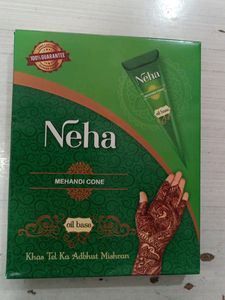 100% GUARANTEE
Neha
Neha
MEHANDI CONE
oil base
Khas Tel Ka Adbhut Mishran